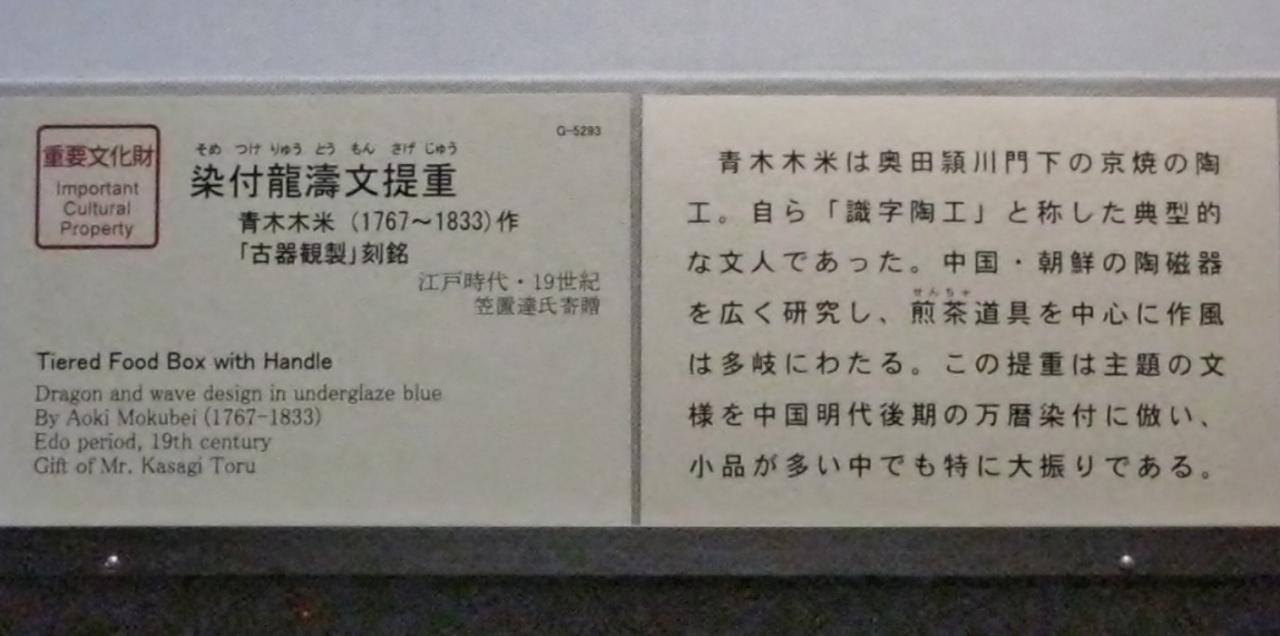 G-5293
重要文化財
Important
Cultural
Property
そめ つけ りゅう とう もん さげ じゅう
染付龍濤文提重
青木木米 (1767～1833)作
「古器観製」刻銘
江戸時代・19世紀
笠置達氏寄贈
Tiered Food Box with Handle
Dragon and wave design in underglaze blue
By Aoki Mokubei (1767-1833)
Edo period, 19th century
Gift of Mr. Kasagi Toru
青木木米は奥田頴川門下の京焼の陶
工。自ら「識字陶工」と称した典型的
な文人であった。中国・朝鮮の陶磁器
せんちゃ
を広く研究し、煎茶道具を中心に作風
は多岐にわたる。この提重は主題の文
様を中国明代後期の万暦染付に倣い、
小品が多い中でも特に大振りである。